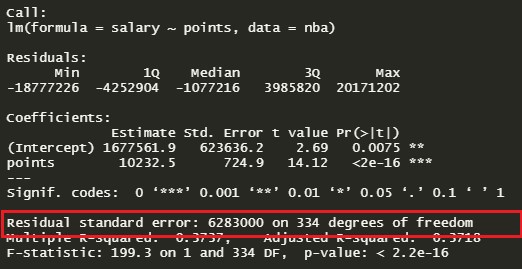 Call:
lm(formula = salary ~ points, data = nba)
Residuals:
Min 1Q Median 3Q Max
-18777226 -4252904 -1077216 3985820 20171202
Coefficients:
Estimate Std. Error t value Pr(>|t|)
(Intercept) 1677561.9 623636.2 2.69 0.0075 **
points 10232.5 724.9 14.12 <2e-16 ***
---
Signif. codes: 0 ‘***’ 0.001 ‘**’ 0.01 ‘*’ 0.05 ‘.’ 0.1 ‘ ’ 1
Residual standard error: 6283000 on 334 degrees of freedom
Multiple R-squared: 0.3737, Adjusted R-squared: 0.3718
F-statistic: 199.3 on 1 and 334 DF, p-value: < 2.2e-16